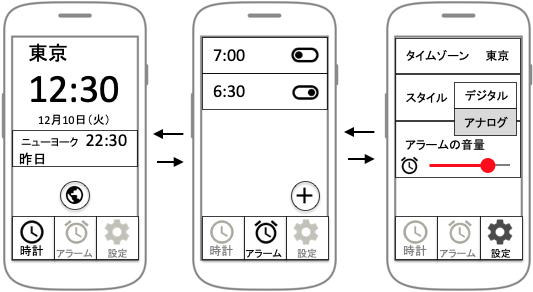 東京
12:30
12月10日(火)
ニューヨーク 22:30
昨日
時計 アラーム 設定
7:00
6:30
時計 アラーム 設定
タイムゾーン 東京
スタイル デジタル
アナログ
アラームの音量
時計 アラーム 設定